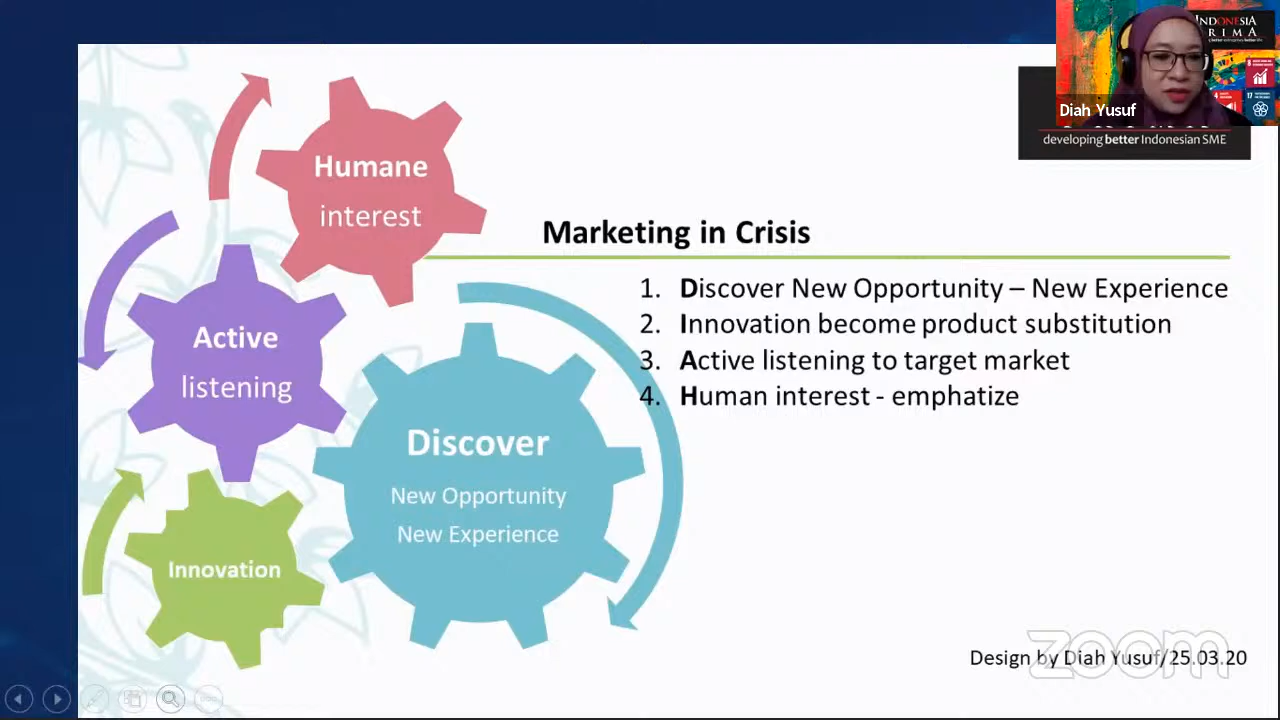 INDONESIA
RIMA
Diah Yusuf
developing better Indonesian SME
Humane
interest
Marketing in Crisis
1. Discover New Opportunity – New Experience
2. Innovation become product substitution
3. Active listening to target market
4. Human interest - emphatize
Active
listening
Discover
New Opportunity
New Experience
Innovation
zoom
Design by Diah Yusuf/25.03.20